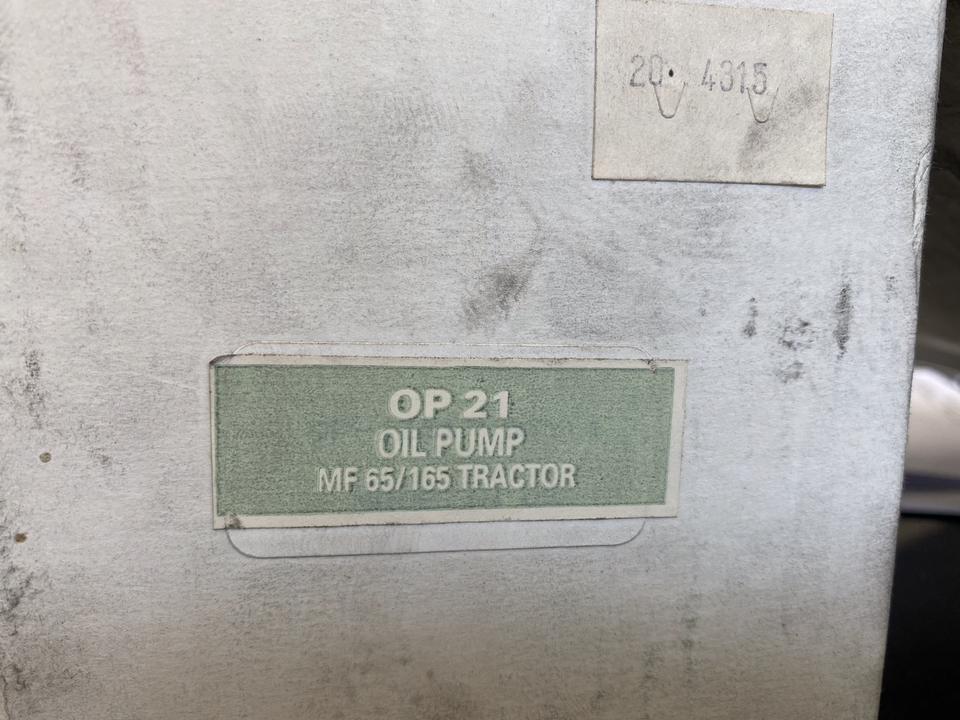 20. 4315
OP 21
OIL PUMP
MF 65/165 TRACTOR